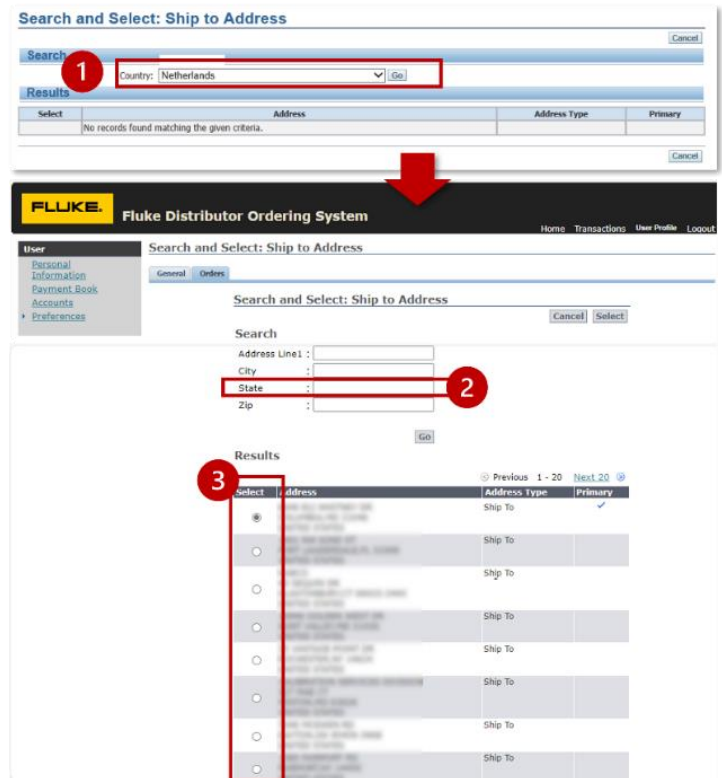 Search and Select: Ship to Address
Cancel
Search
1
Country: Netherlands Go
Results
Select Address Address Type Primary
No records found matching the given criteria.
Cancel
FLUKE. Fluke Distributor Ordering System
Home Transactions User Profile Logout
User
Personal
Information
Payment Book
Accounts
Preferences
Search and Select: Ship to Address
General Orders
Search and Select: Ship to Address
Cancel Select
Search
Address Line1 :
City :
State :
2
Zip :
Go
Results
3
Previous 1 - 20 Next 20
Select Address Address Type Primary
Ship To
Ship To
Ship To
Ship To
Ship To
Ship To
Ship To
Ship To